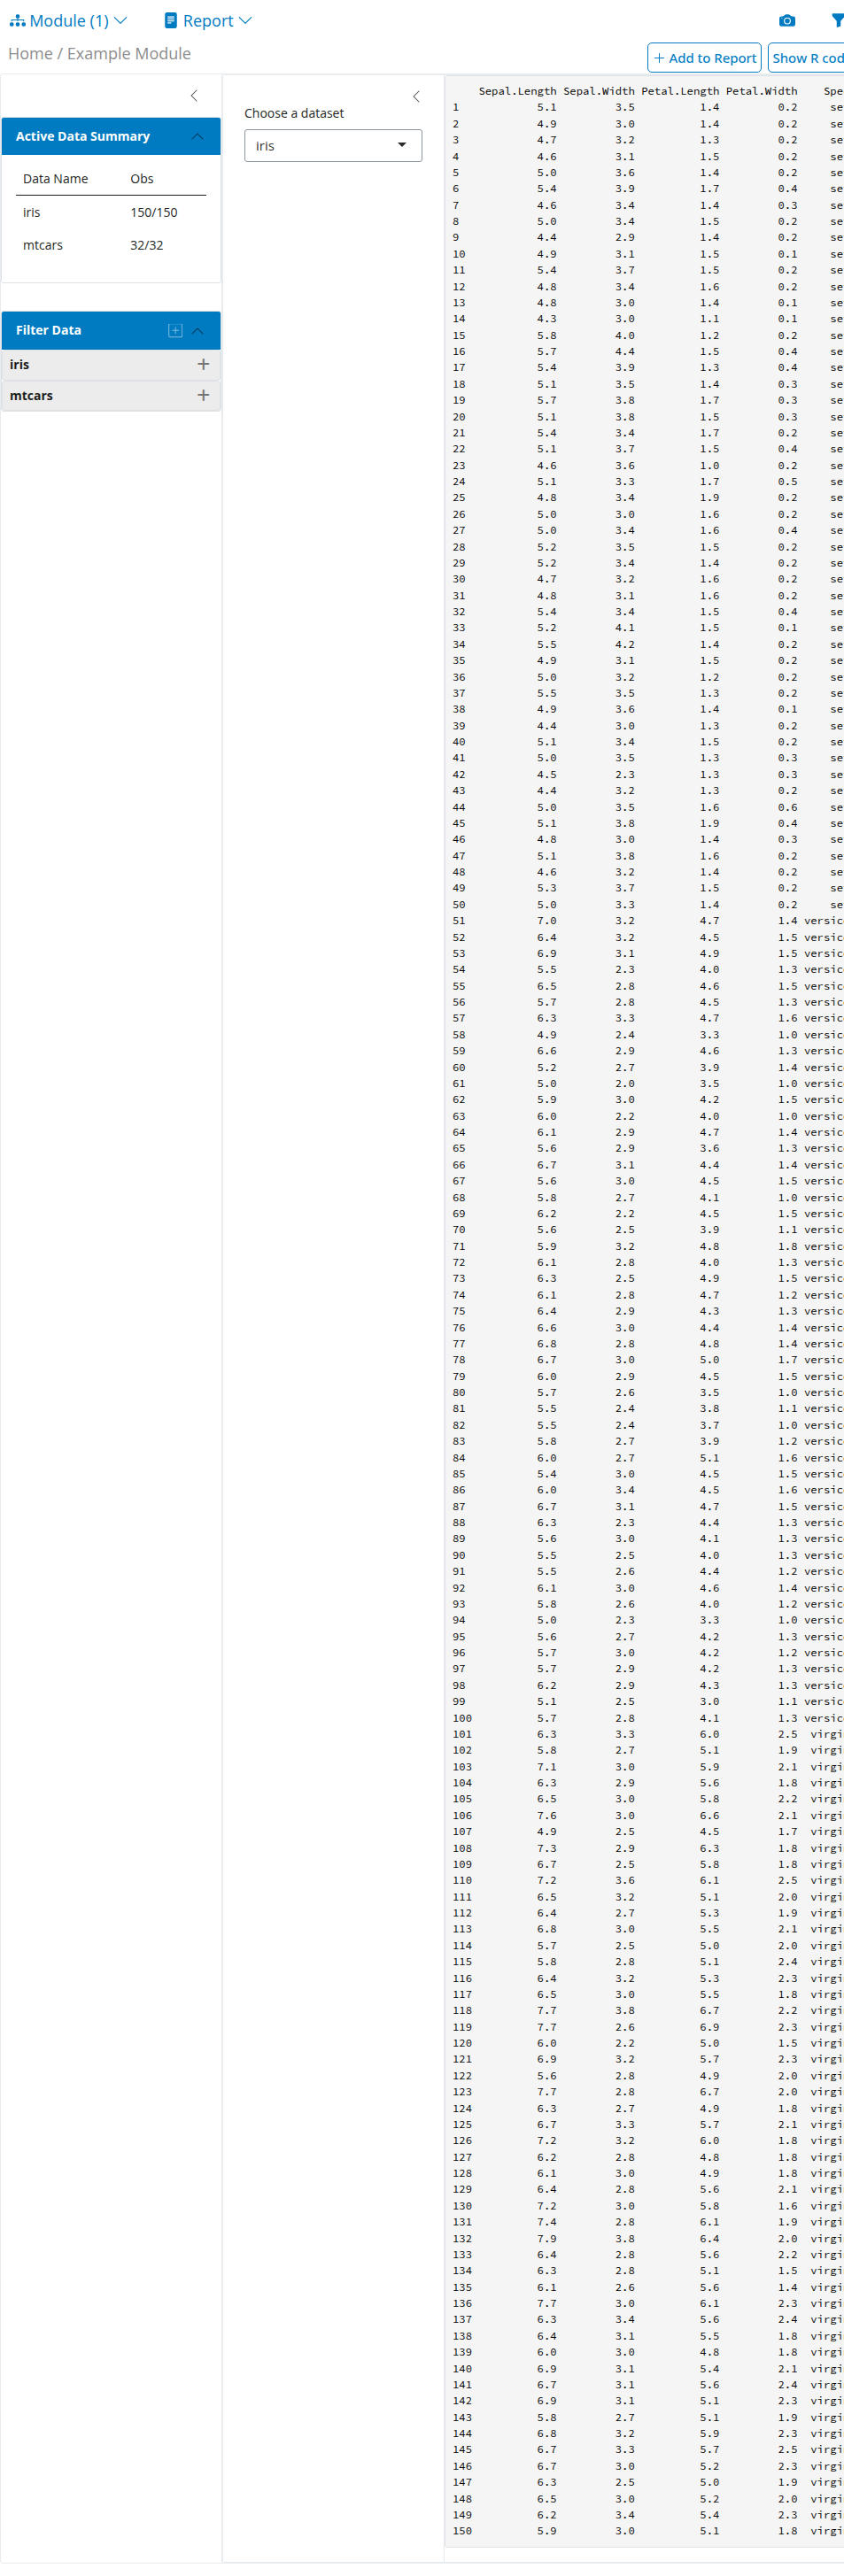 Module (1) Report
Home / Example Module
+ Add to Report Show R cod
Active Data Summary
Data Name Obs
iris 150/150
mtcars 32/32
Filter Data
iris
mtcars
Choose a dataset
iris
Sepal.Length Sepal.Width Petal.Length Petal.Width Spe
1 5.1 3.5 1.4 0.2 se
2 4.9 3.0 1.4 0.2 se
3 4.7 3.2 1.3 0.2 se
4 4.6 3.1 1.5 0.2 se
5 5.0 3.6 1.4 0.2 se
6 5.4 3.9 1.7 0.4 se
7 4.6 3.4 1.4 0.3 se
8 5.0 3.4 1.5 0.2 se
9 4.4 2.9 1.4 0.2 se
10 4.9 3.1 1.5 0.1 se
11 5.4 3.7 1.5 0.2 se
12 4.8 3.4 1.6 0.2 se
13 4.8 3.0 1.4 0.1 se
14 4.3 3.0 1.1 0.1 se
15 5.8 4.0 1.2 0.2 se
16 5.7 4.4 1.5 0.4 se
17 5.4 3.9 1.3 0.4 se
18 5.1 3.5 1.4 0.3 se
19 5.7 3.8 1.7 0.3 se
20 5.1 3.8 1.5 0.3 se
21 5.4 3.4 1.7 0.2 se
22 5.1 3.7 1.5 0.4 se
23 4.6 3.6 1.0 0.2 se
24 5.1 3.3 1.7 0.5 se
25 4.8 3.4 1.9 0.2 se
26 5.0 3.0 1.6 0.2 se
27 5.0 3.4 1.6 0.4 se
28 5.2 3.5 1.5 0.2 se
29 5.2 3.4 1.4 0.2 se
30 4.7 3.2 1.6 0.2 se
31 4.8 3.1 1.6 0.2 se
32 5.4 3.4 1.5 0.4 se
33 5.2 4.1 1.5 0.1 se
34 5.5 4.2 1.4 0.2 se
35 4.9 3.1 1.5 0.2 se
36 5.0 3.2 1.2 0.2 se
37 5.5 3.5 1.3 0.2 se
38 4.9 3.6 1.4 0.1 se
39 4.4 3.0 1.3 0.2 se
40 5.1 3.4 1.5 0.2 se
41 5.0 3.5 1.3 0.3 se
42 4.5 2.3 1.3 0.3 se
43 4.4 3.2 1.3 0.2 se
44 5.0 3.5 1.6 0.6 se
45 5.1 3.8 1.9 0.4 se
46 4.8 3.0 1.4 0.3 se
47 5.1 3.8 1.6 0.2 se
48 4.6 3.2 1.4 0.2 se
49 5.3 3.7 1.5 0.2 se
50 5.0 3.3 1.4 0.2 se
51 7.0 3.2 4.7 1.4 versic
52 6.4 3.2 4.5 1.5 versic
53 6.9 3.1 4.9 1.5 versic
54 5.5 2.3 4.0 1.3 versic
55 6.5 2.8 4.6 1.5 versic
56 5.7 2.8 4.5 1.3 versic
57 6.3 3.3 4.7 1.6 versic
58 4.9 2.4 3.3 1.0 versic
59 6.6 2.9 4.6 1.3 versic
60 5.2 2.7 3.9 1.4 versic
61 5.0 2.0 3.5 1.0 versic
62 5.9 3.0 4.2 1.5 versic
63 6.0 2.2 4.0 1.0 versic
64 6.1 2.9 4.7 1.4 versic
65 5.6 2.9 3.6 1.3 versic
66 6.7 3.1 4.4 1.4 versic
67 5.6 3.0 4.5 1.5 versic
68 5.8 2.7 4.1 1.0 versic
69 6.2 2.2 4.5 1.5 versic
70 5.6 2.5 3.9 1.1 versic
71 5.9 3.2 4.8 1.8 versic
72 6.1 2.8 4.0 1.3 versic
73 6.3 2.5 4.9 1.5 versic
74 6.1 2.8 4.7 1.2 versic
75 6.4 2.9 4.3 1.3 versic
76 6.6 3.0 4.4 1.4 versic
77 6.8 2.8 4.8 1.4 versic
78 6.7 3.0 5.0 1.7 versic
79 6.0 2.9 4.5 1.5 versic
80 5.7 2.6 3.5 1.0 versic
81 5.5 2.4 3.8 1.1 versic
82 5.5 2.4 3.7 1.0 versic
83 5.8 2.7 3.9 1.2 versic
84 6.0 2.7 5.1 1.6 versic
85 5.4 3.0 4.5 1.5 versic
86 6.0 3.4 4.5 1.6 versic
87 6.7 3.1 4.7 1.5 versic
88 6.3 2.3 4.4 1.3 versic
89 5.6 3.0 4.1 1.3 versic
90 5.5 2.5 4.0 1.3 versic
91 5.5 2.6 4.4 1.2 versic
92 6.1 3.0 4.6 1.4 versic
93 5.8 2.6 4.0 1.2 versic
94 5.0 2.3 3.3 1.0 versic
95 5.6 2.7 4.2 1.3 versic
96 5.7 3.0 4.2 1.2 versic
97 5.7 2.9 4.2 1.3 versic
98 6.2 2.9 4.3 1.3 versic
99 5.1 2.5 3.0 1.1 versic
100 5.7 2.8 4.1 1.3 versic
101 6.3 3.3 6.0 2.5 virgi
102 5.8 2.7 5.1 1.9 virgi
103 7.1 3.0 5.9 2.1 virgi
104 6.3 2.9 5.6 1.8 virgi
105 6.5 3.0 5.8 2.2 virgi
106 7.6 3.0 6.6 2.1 virgi
107 4.9 2.5 4.5 1.7 virgi
108 7.3 2.9 6.3 1.8 virgi
109 6.7 2.5 5.8 1.8 virgi
110 7.2 3.6 6.1 2.5 virgi
111 6.5 3.2 5.1 2.0 virgi
112 6.4 2.7 5.3 1.9 virgi
113 6.8 3.0 5.5 2.1 virgi
114 5.7 2.5 5.0 2.0 virgi
115 5.8 2.8 5.1 2.4 virgi
116 6.4 3.2 5.3 2.3 virgi
117 6.5 3.0 5.5 1.8 virgi
118 7.7 3.8 6.7 2.2 virgi
119 7.7 2.6 6.9 2.3 virgi
120 6.0 2.2 5.0 1.5 virgi
121 6.9 3.2 5.7 2.3 virgi
122 5.6 2.8 4.9 2.0 virgi
123 7.7 2.8 6.7 2.0 virgi
124 6.3 2.7 4.9 1.8 virgi
125 6.7 3.3 5.7 2.1 virgi
126 7.2 3.2 6.0 1.8 virgi
127 6.2 2.8 4.8 1.8 virgi
128 6.1 3.0 4.9 1.8 virgi
129 6.4 2.8 5.6 2.1 virgi
130 7.2 3.0 5.8 1.6 virgi
131 7.4 2.8 6.1 1.9 virgi
132 7.9 3.8 6.4 2.0 virgi
133 6.4 2.8 5.6 2.2 virgi
134 6.3 2.8 5.1 1.5 virgi
135 6.1 2.6 5.6 1.4 virgi
136 7.7 3.0 6.1 2.3 virgi
137 6.3 3.4 5.6 2.4 virgi
138 6.4 3.1 5.5 1.8 virgi
139 6.0 3.0 4.8 1.8 virgi
140 6.9 3.1 5.4 2.1 virgi
141 6.7 3.1 5.6 2.4 virgi
142 6.9 3.1 5.1 2.3 virgi
143 5.8 2.7 5.1 1.9 virgi
144 6.8 3.2 5.9 2.3 virgi
145 6.7 3.3 5.7 2.5 virgi
146 6.7 3.0 5.2 2.3 virgi
147 6.3 2.5 5.0 1.9 virgi
148 6.5 3.0 5.2 2.0 virgi
149 6.2 3.4 5.4 2.3 virgi
150 5.9 3.0 5.1 1.8 virgi